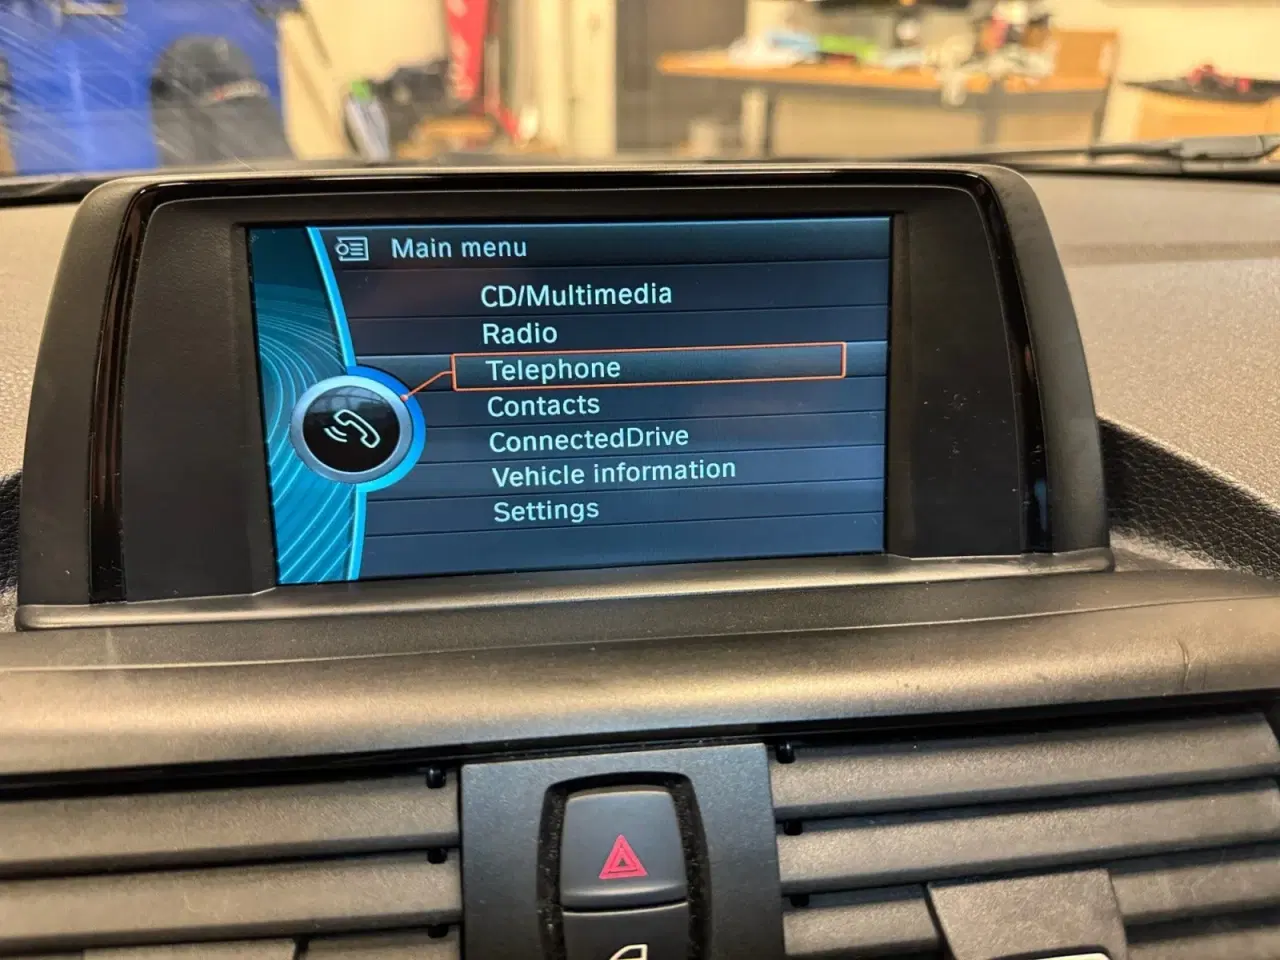 Main menu
CD/Multimedia
Radio
Telephone
Contacts
ConnectedDrive
Vehicle information
Settings